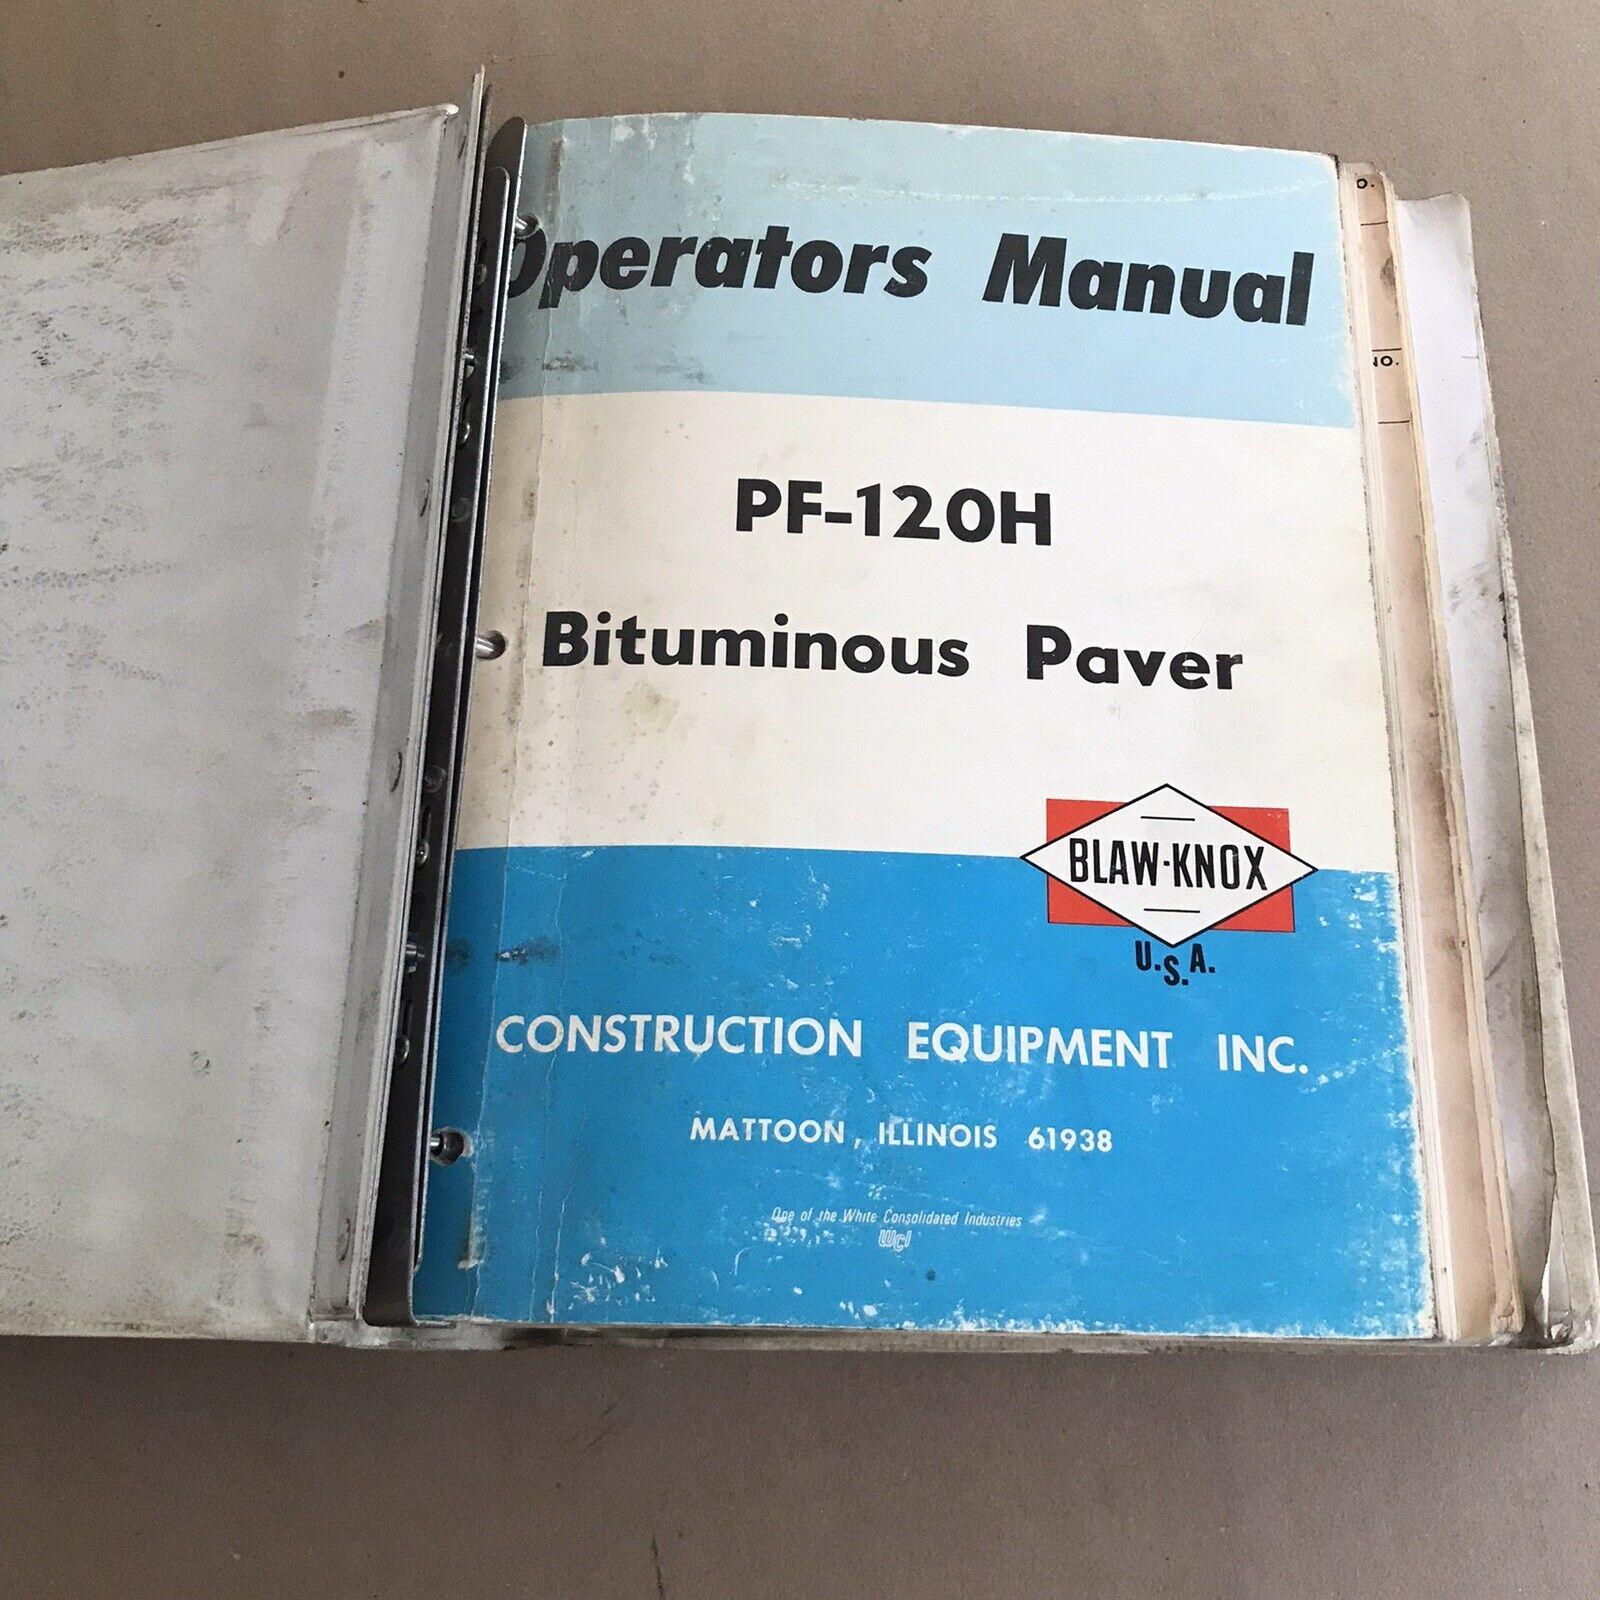 Operators Manual
PF-120H
Bituminous Paver
BLAW-KNOX
U.S.A.
CONSTRUCTION EQUIPMENT INC.
MATTOON, ILLINOIS 61938
One of the White Consolidated Industries
WCI